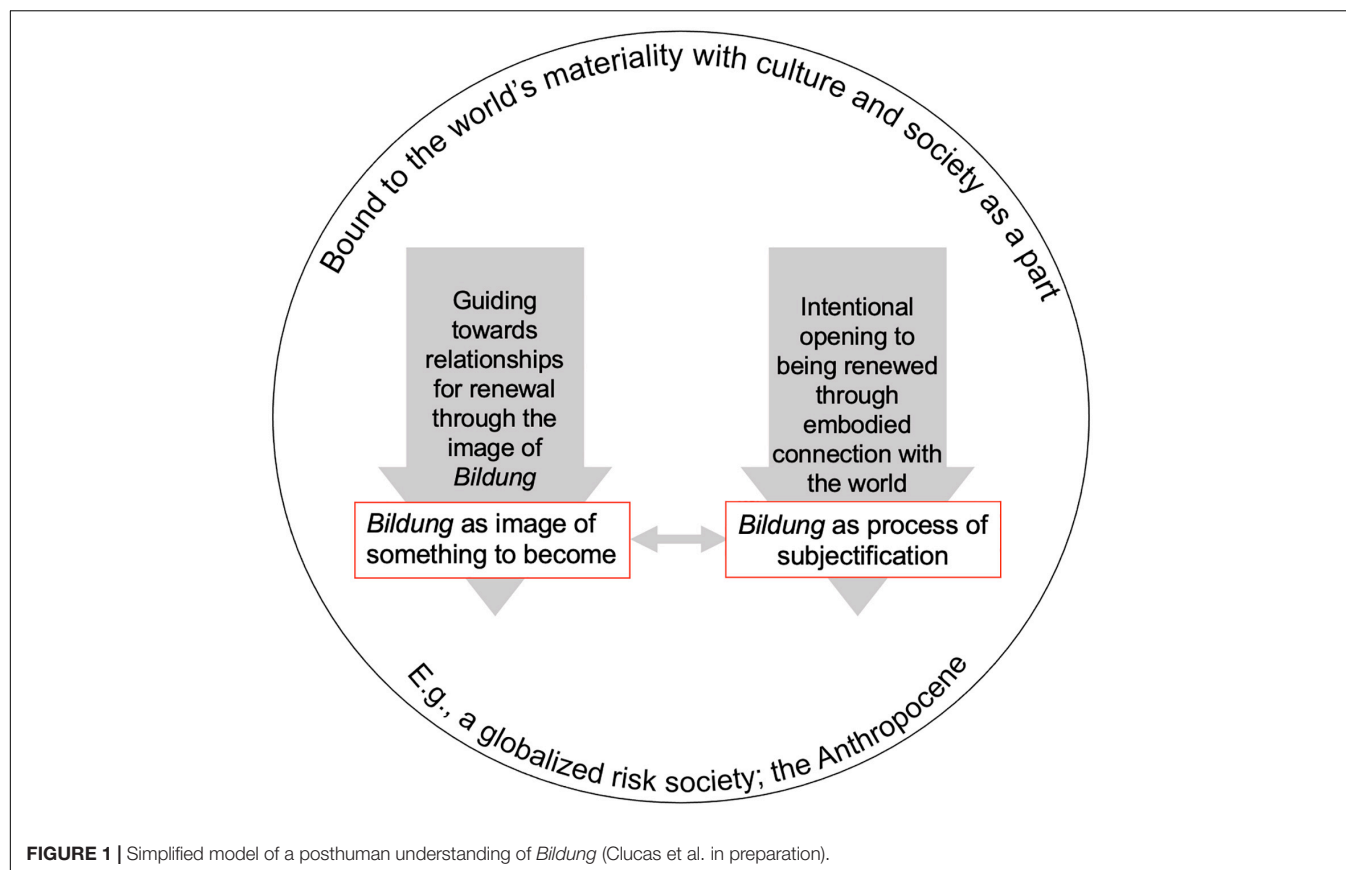 Bound to the world's materiality with culture and society as a part
Guiding
towards
relationships
for renewal
through the
image of
Bildung
Intentional
opening to
being renewed
through
embodied
connection with
the world
Bildung as image of
something to become
Bildung as process of
subjectification
E.g., a globalized risk society; the Anthropocene
FIGURE 1 | Simplified model of a posthuman understanding of Bildung (Clucas et al. in preparation).